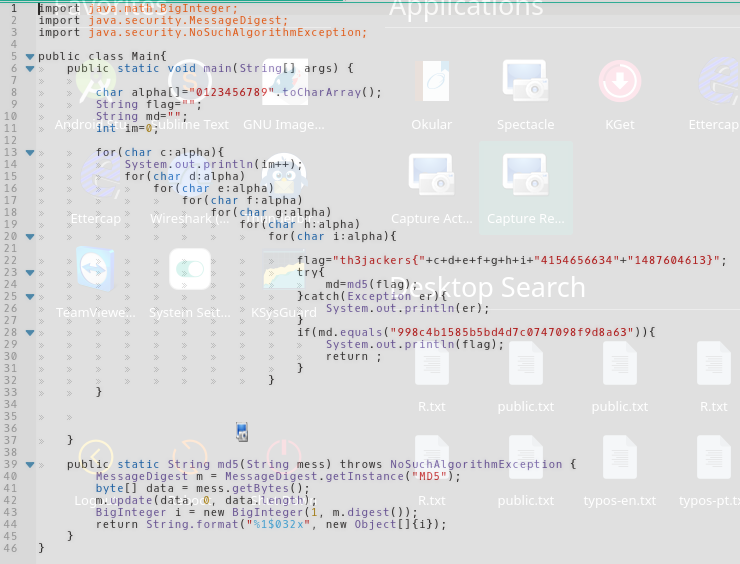 Favorites
Applications
1 import java.math.BigInteger;
2 import java.security.MessageDigest;
3 import java.security.NoSuchAlgorithmException;
4
5 public class Main{
6 public static void main(String[] args) {
7
8 char alpha[]="0123456789".toCharArray();
9 String flag="";
10 String md="";
11 int im=0;
12
13 for(char c:alpha){
14 System.out.println(im++);
15 for(char d:alpha)
16 for(char e:alpha)
17 for(char f:alpha)
18 for(char g:alpha)
19 for(char h:alpha)
20 for(char i:alpha){
21
22 flag="th3jackers{"+c+d+e+f+g+h+i+"4154656634"+"1487604613}";
23 try{
24 md=md5(flag);
25 }catch(Exception er){
26 System.out.println(er);
27 }
28 if(md.equals("998c4b1585b5bd4d7c0747098f9d8a63")){
29 System.out.println(flag);
30 return ;
31 }
32 }
33 }
34
35
36
37 }
38
39 public static String md5(String mess) throws NoSuchAlgorithmException {
40 MessageDigest m = MessageDigest.getInstance("MD5");
41 byte[] data = mess.getBytes();
42 m.update(data, 0, data.length);
43 BigInteger i = new BigInteger(1, m.digest());
44 return String.format("%1$032x", new Object[]{i});
45 }
46 }
Sublime Text
GNU Image...
Okular
Spectacle
KGet
Ettercap
Ettercap
Wireshark (...
Capture Act...
Capture Re...
TeamViewe...
System Seit...
KSysGuard
Desktop Search
R.txt
public.txt
public.txt
R.txt
R.txt
public.txt
typos-en.txt
typos-pt.tx